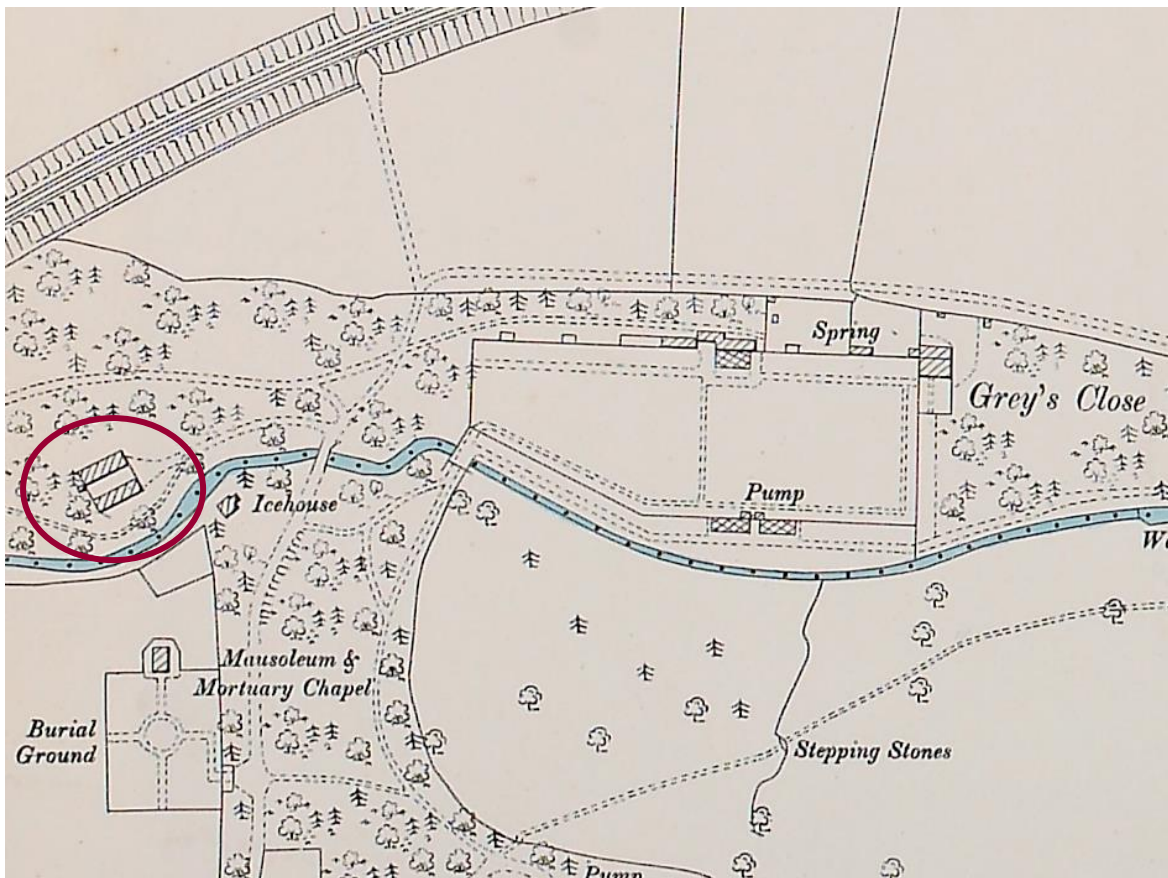 Spring
Grey's Close
Pump
Icehouse
Mausoleum &
Mortuary Chapel
Burial
Ground
Stepping Stones
Pump